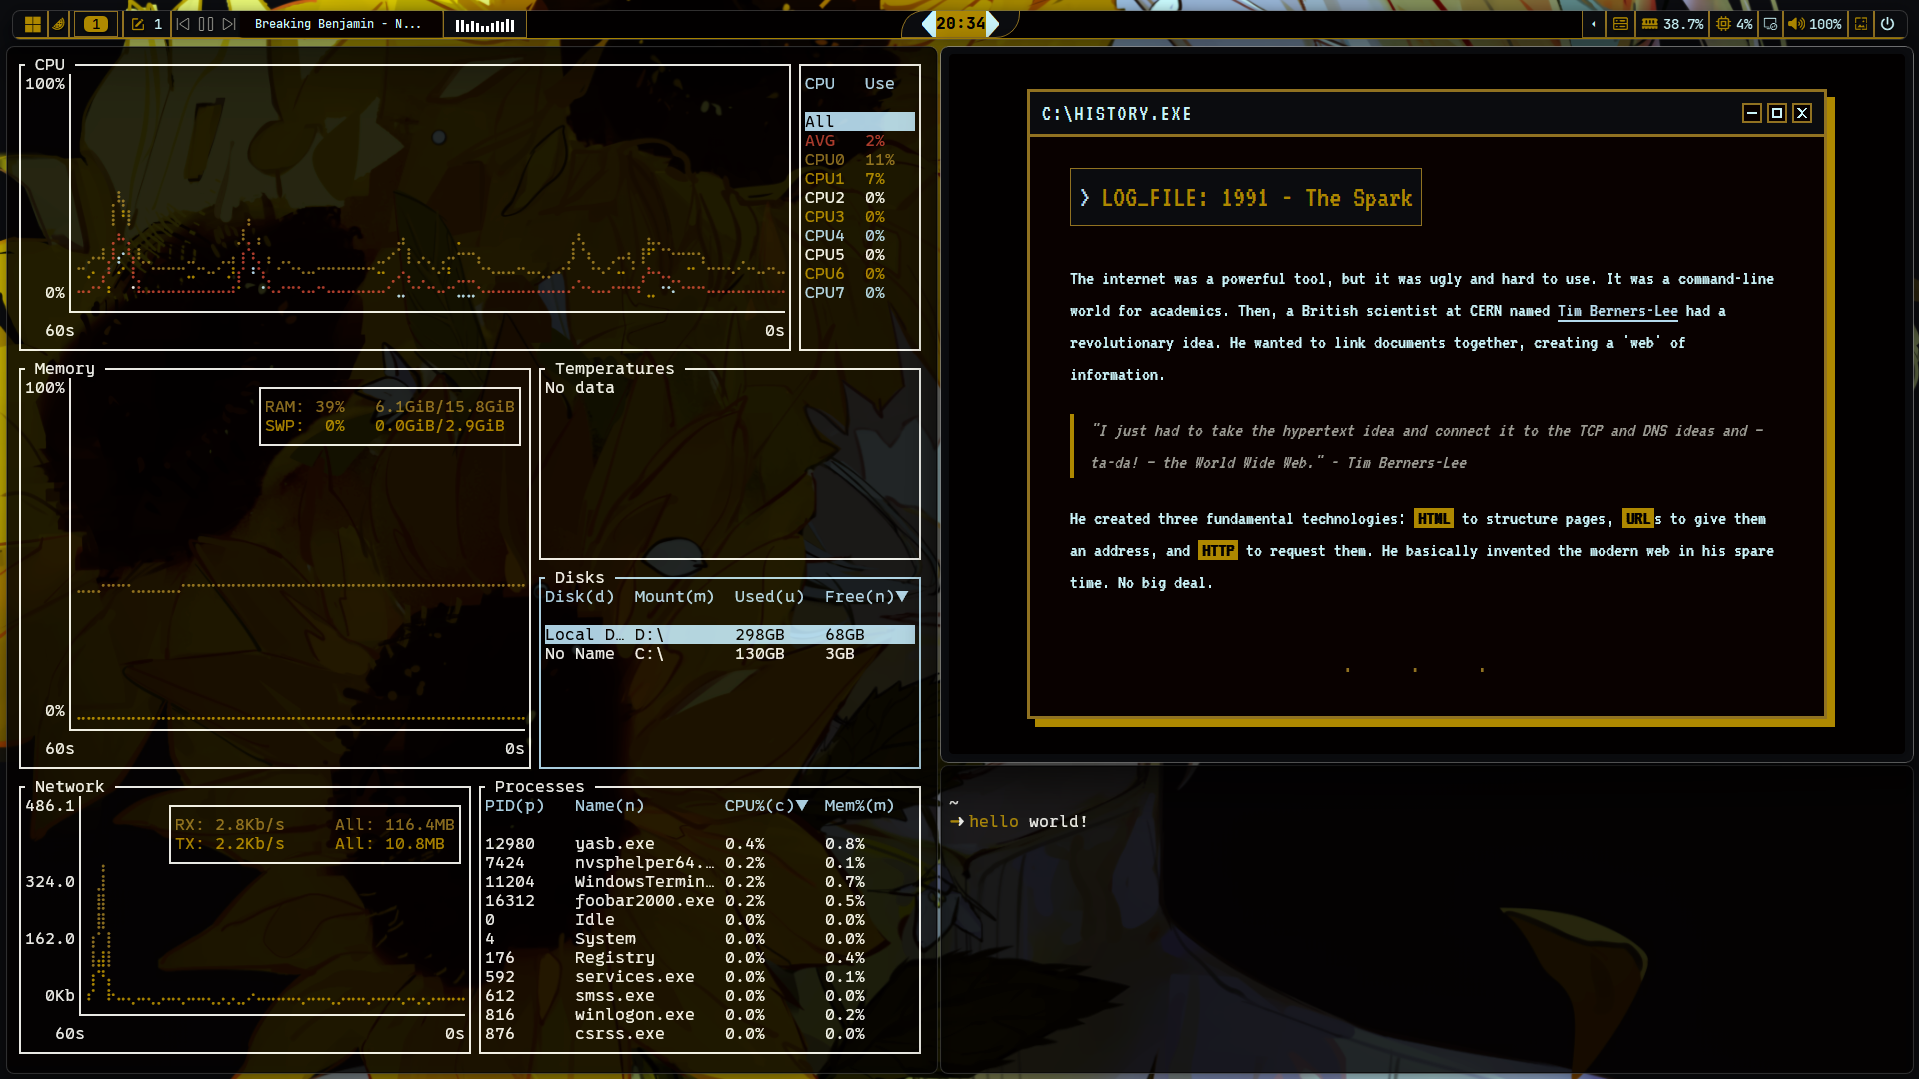 1 1 Breaking Benjamin - N... 20:34 38.7% 4% 100%
CPU
100%
0%
60s 0s
CPU Use
All
AVG 2%
CPU0 11%
CPU1 7%
CPU2 0%
CPU3 0%
CPU4 0%
CPU5 0%
CPU6 0%
CPU7 0%
Memory
100%
RAM: 39% 6.1GiB/15.8GiB
SWP: 0% 0.0GiB/2.9GiB
0%
60s 0s
Temperatures
No data
Disks
Disk(d) Mount(m) Used(u) Free(n)▼
Local D… D:\ 298GB 68GB
No Name C:\ 130GB 3GB
Network
486.1
RX: 2.8Kb/s All: 116.4MB
TX: 2.2Kb/s All: 10.8MB
324.0
162.0
0Kb
60s 0s
Processes
PID(p) Name(n) CPU%(c)▼ Mem%(m)
12980 yasb.exe 0.4% 0.8%
7424 nvsphelper64.… 0.2% 0.1%
11204 WindowsTermin… 0.2% 0.7%
16312 foobar2000.exe 0.2% 0.5%
0 Idle 0.0% 0.0%
4 System 0.0% 0.0%
176 Registry 0.0% 0.4%
592 services.exe 0.0% 0.1%
612 smss.exe 0.0% 0.0%
816 winlogon.exe 0.0% 0.2%
876 csrss.exe 0.0% 0.0%
C:\HISTORY.EXE
❯ LOG_FILE: 1991 - The Spark
The internet was a powerful tool, but it was ugly and hard to use. It was a command-line
world for academics. Then, a British scientist at CERN named Tim Berners-Lee had a
revolutionary idea. He wanted to link documents together, creating a 'web' of
information.
"I just had to take the hypertext idea and connect it to the TCP and DNS ideas and —
ta-da! — the World Wide Web." - Tim Berners-Lee
He created three fundamental technologies: HTML to structure pages, URLs to give them
an address, and HTTP to request them. He basically invented the modern web in his spare
time. No big deal.
. . .
~
➜ hello world!